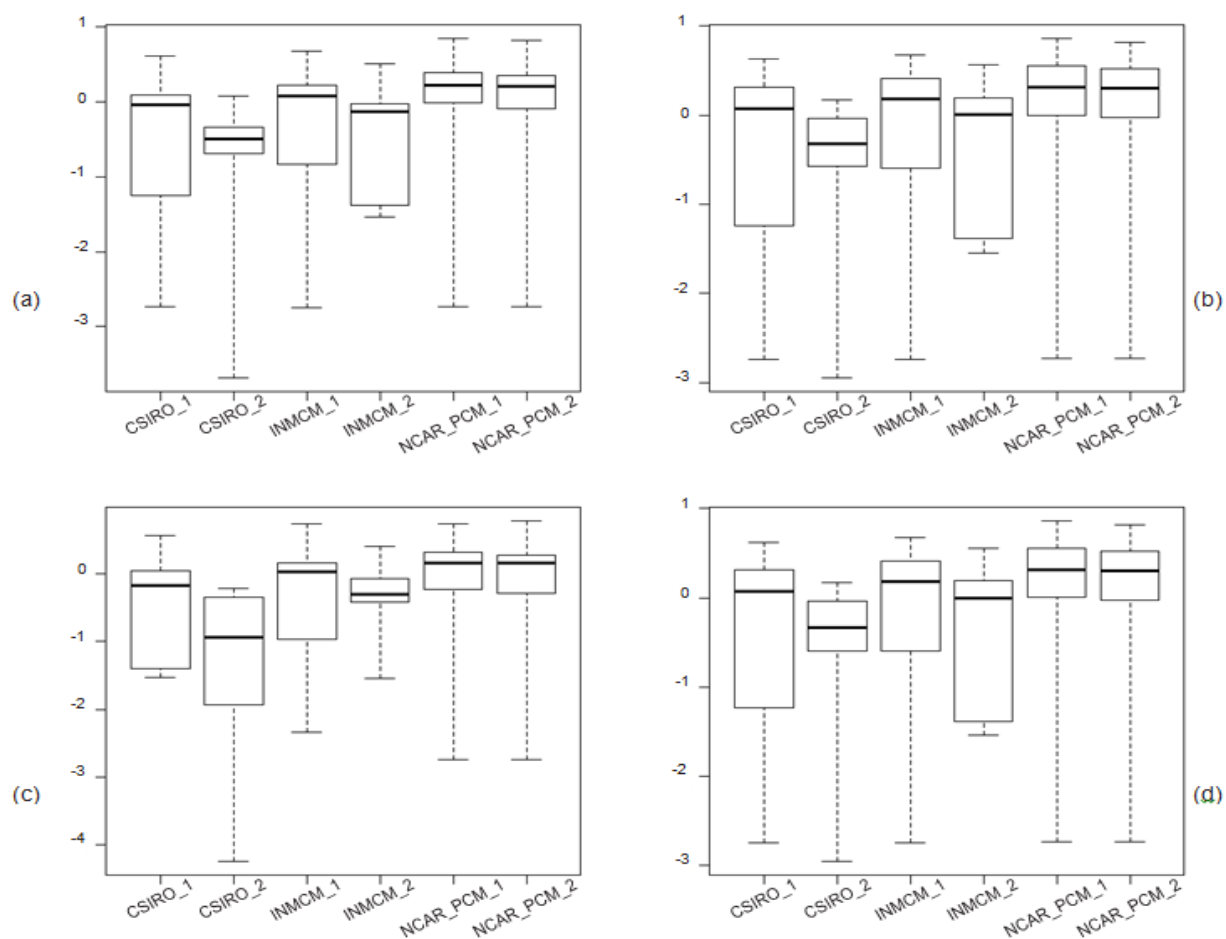 1
0
-1
-2
-3
(a)
CSIRO_1
CSIRO_2
INMCM_1
INMCM_2
NCAR_PCM_1
NCAR_PCM_2
1
0
-1
-2
-3
(b)
CSIRO_1
CSIRO_2
INMCM_1
INMCM_2
NCAR_PCM_1
NCAR_PCM_2
0
-1
-2
-3
-4
(c)
CSIRO_1
CSIRO_2
INMCM_1
INMCM_2
NCAR_PCM_1
NCAR_PCM_2
1
0
-1
-2
-3
(d)
CSIRO_1
CSIRO_2
INMCM_1
INMCM_2
NCAR_PCM_1
NCAR_PCM_2